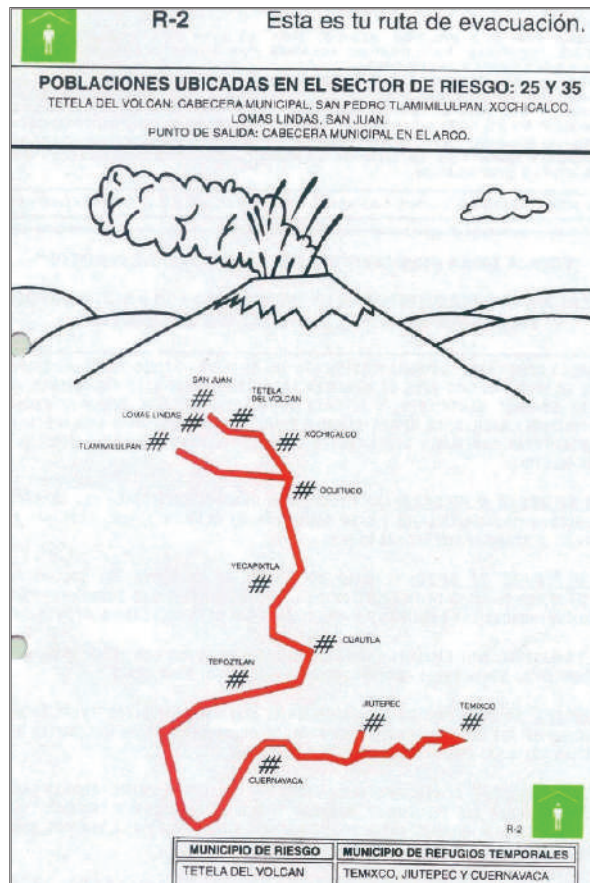 R-2
Esta es tu ruta de evacuación.
POBLACIONES UBICADAS EN EL SECTOR DE RIESGO: 25 Y 35
TETELA DEL VOLCAN: CABECERA MUNICIPAL, SAN PEDRO TLAMIMILULPAN, XOCHICALCO,
LOMAS LINDAS, SAN JUAN.
PUNTO DE SALIDA: CABECERA MUNICIPAL EN EL ARCO.
SAN JUAN
TETELA
DEL VOLCAN
LOMAS LINDAS
XOCHICALCO
TLAMIMILULPAN
OCUITUCO
YECAPIXTLA
CUAUTLA
TEPOZTLAN
JIUTEPEC
TEMIXCO
CUERNAVACA
R-2
MUNICIPIO DE RIESGO
MUNICIPIO DE REFUGIOS TEMPORALES
TETELA DEL VOLCAN
TEMIXCO, JIUTEPEC Y CUERNAVACA